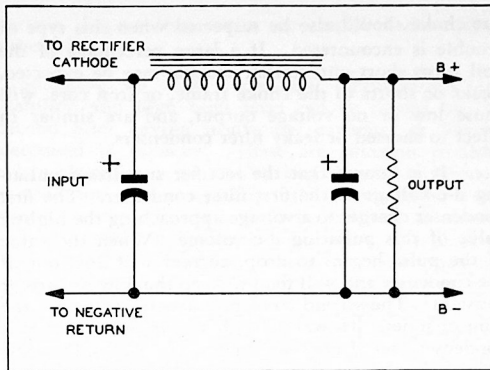 TO RECTIFIER
CATHODE
B +
+
+
INPUT
OUTPUT
TO NEGATIVE
RETURN
B -